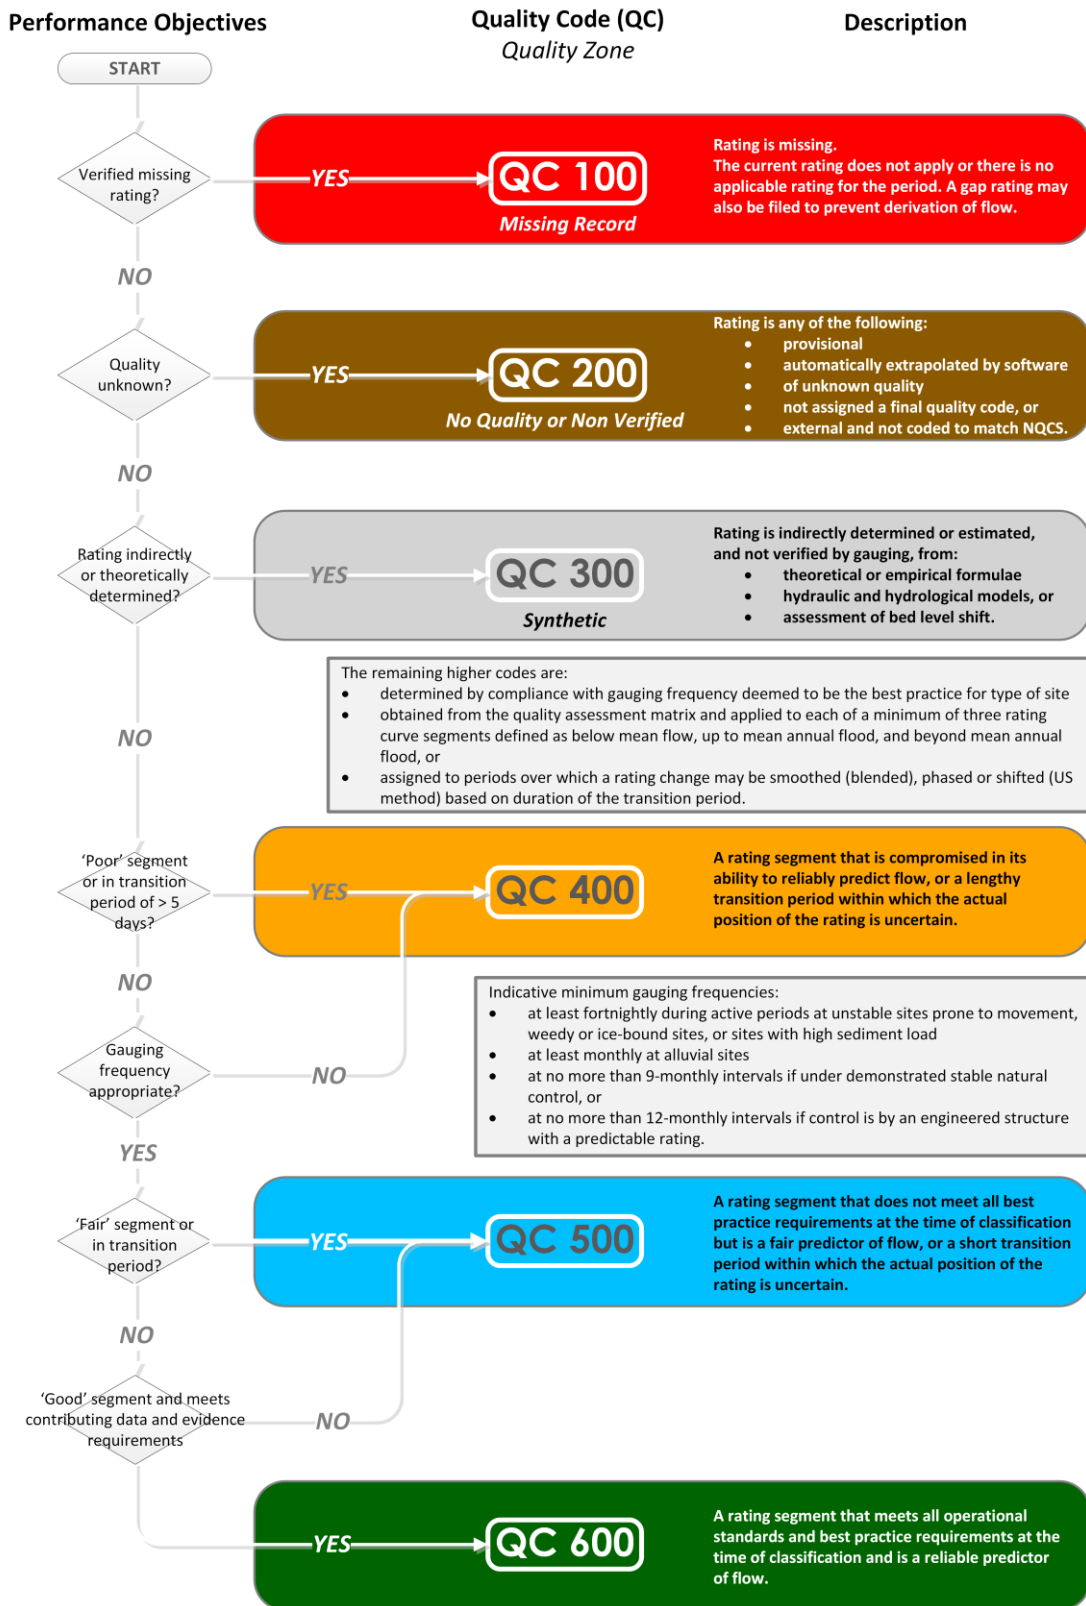 Performance Objectives
Quality Code (QC)
Quality Zone
Description
START
Verified missing
rating?
YES
QC 100
Missing Record
Rating is missing.
The current rating does not apply or there is no
applicable rating for the period. A gap rating may
also be filed to prevent derivation of flow.
NO
Quality
unknown?
YES
QC 200
No Quality or Non Verified
Rating is any of the following:
• provisional
• automatically extrapolated by software
• of unknown quality
• not assigned a final quality code, or
• external and not coded to match NQCS.
NO
Rating indirectly
or theoretically
determined?
YES
QC 300
Synthetic
Rating is indirectly determined or estimated,
and not verified by gauging, from:
• theoretical or empirical formulae
• hydraulic and hydrological models, or
• assessment of bed level shift.
NO
The remaining higher codes are:
• determined by compliance with gauging frequency deemed to be the best practice for type of site
• obtained from the quality assessment matrix and applied to each of a minimum of three rating
curve segments defined as below mean flow, up to mean annual flood, and beyond mean annual
flood, or
• assigned to periods over which a rating change may be smoothed (blended), phased or shifted (US
method) based on duration of the transition period.
‘Poor’ segment
or in transition
period of > 5
days?
YES
QC 400
A rating segment that is compromised in its
ability to reliably predict flow, or a lengthy
transition period within which the actual
position of the rating is uncertain.
NO
Gauging
frequency
appropriate?
NO
Indicative minimum gauging frequencies:
• at least fortnightly during active periods at unstable sites prone to movement,
weedy or ice-bound sites, or sites with high sediment load
• at least monthly at alluvial sites
• at no more than 9-monthly intervals if under demonstrated stable natural
control, or
• at no more than 12-monthly intervals if control is by an engineered structure
with a predictable rating.
YES
‘Fair’ segment or
in transition
period?
YES
QC 500
A rating segment that does not meet all best
practice requirements at the time of classification
but is a fair predictor of flow, or a short transition
period within which the actual position of the
rating is uncertain.
NO
‘Good’ segment and meets
contributing data and evidence
requirements
NO
YES
QC 600
A rating segment that meets all operational
standards and best practice requirements at the
time of classification and is a reliable predictor
of flow.